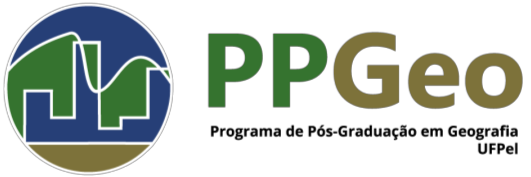 PPGeo
Programa de Pós-Graduação em Geografia
UFPel